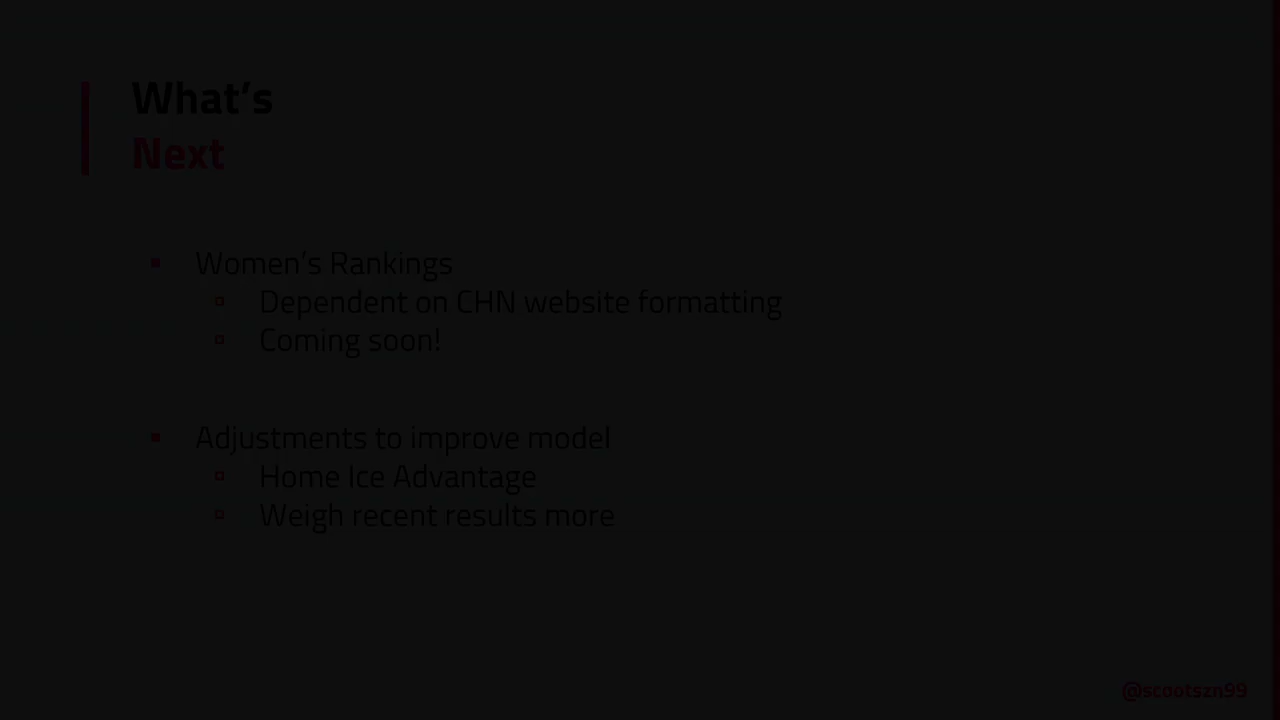 What's
Next
Women's Rankings
Dependent on CHN website formatting
Coming soon!
Adjustments to improve model
Home Ice Advantage
Weigh recent results more
@scootszn99